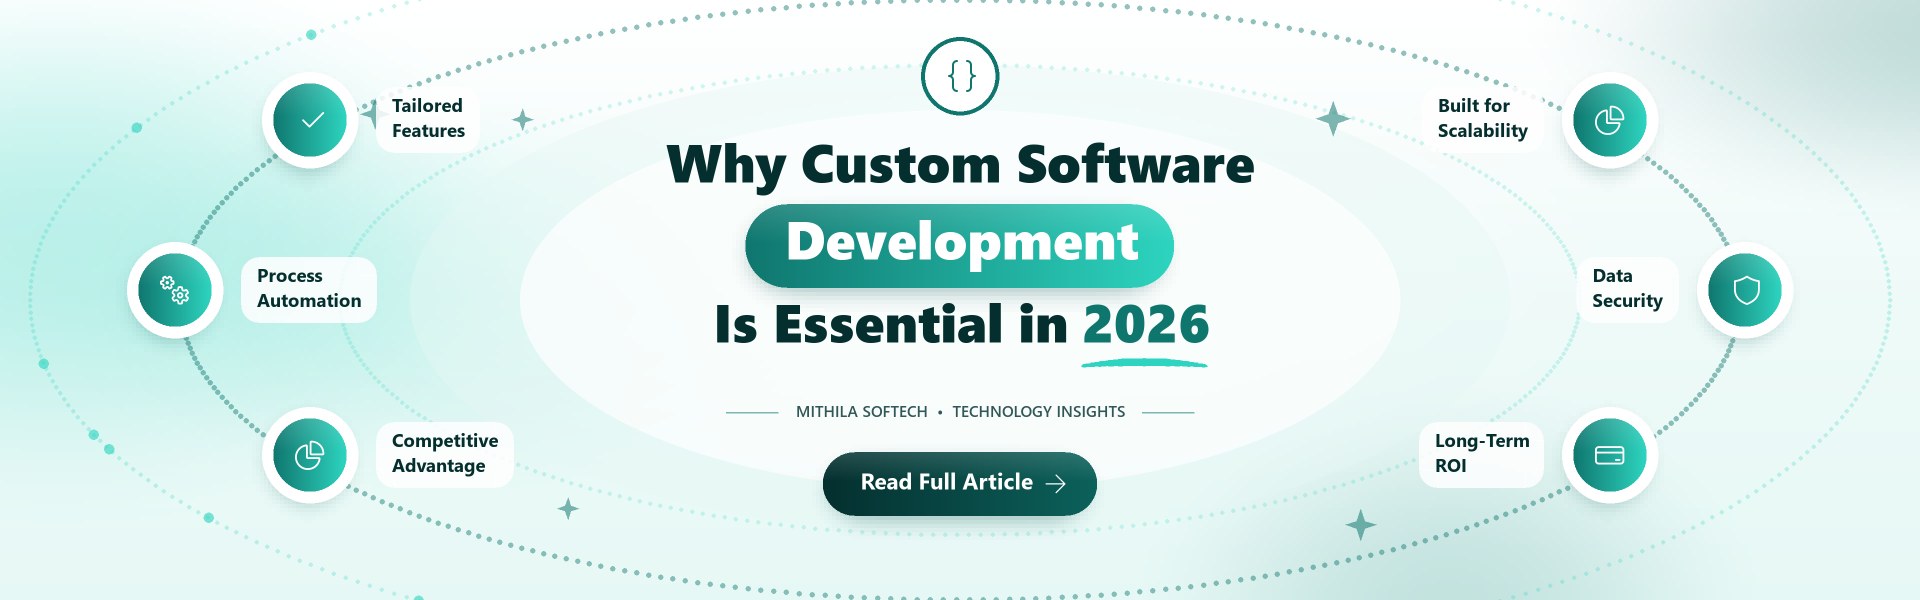 { }
Why Custom Software
Development
Is Essential in 2026
MITHILA SOFTECH • TECHNOLOGY INSIGHTS
Read Full Article →
Tailored
Features
Process
Automation
Competitive
Advantage
Built for
Scalability
Data
Security
Long-Term
ROI